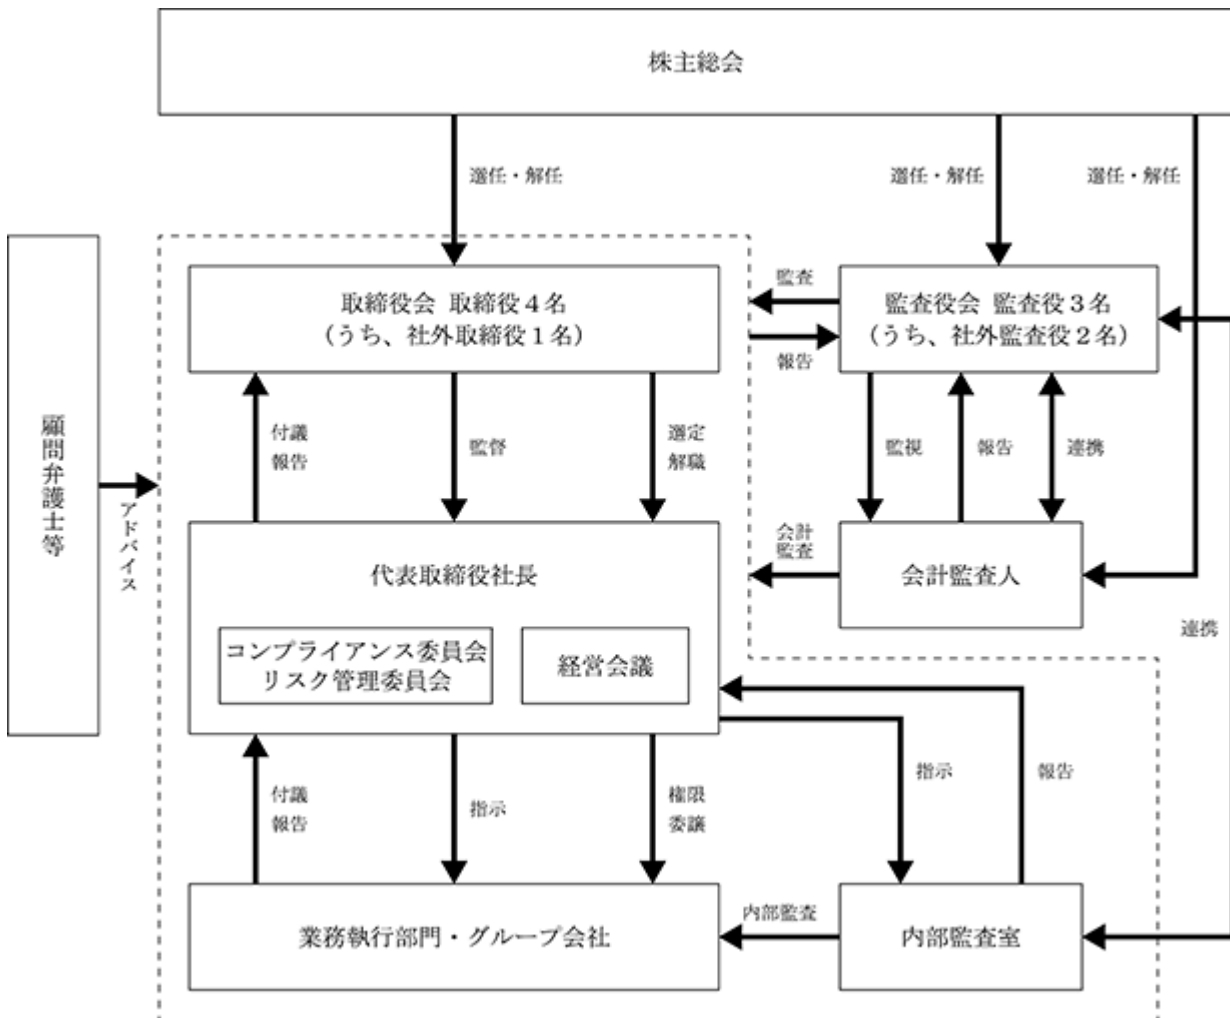 株主総会
選任・解任
選任・解任
選任・解任
取締役会 取締役４名
（うち、社外取締役１名）
監査
報告
監査役会 監査役３名
（うち、社外監査役２名）
顧問弁護士等
アドバイス
付議
報告
監督
選定
解職
監視
報告
連携
代表取締役社長
コンプライアンス委員会
リスク管理委員会
経営会議
会計
監査
会計監査人
連携
付議
報告
指示
権限
委譲
指示
報告
業務執行部門・グループ会社
内部監査
内部監査室